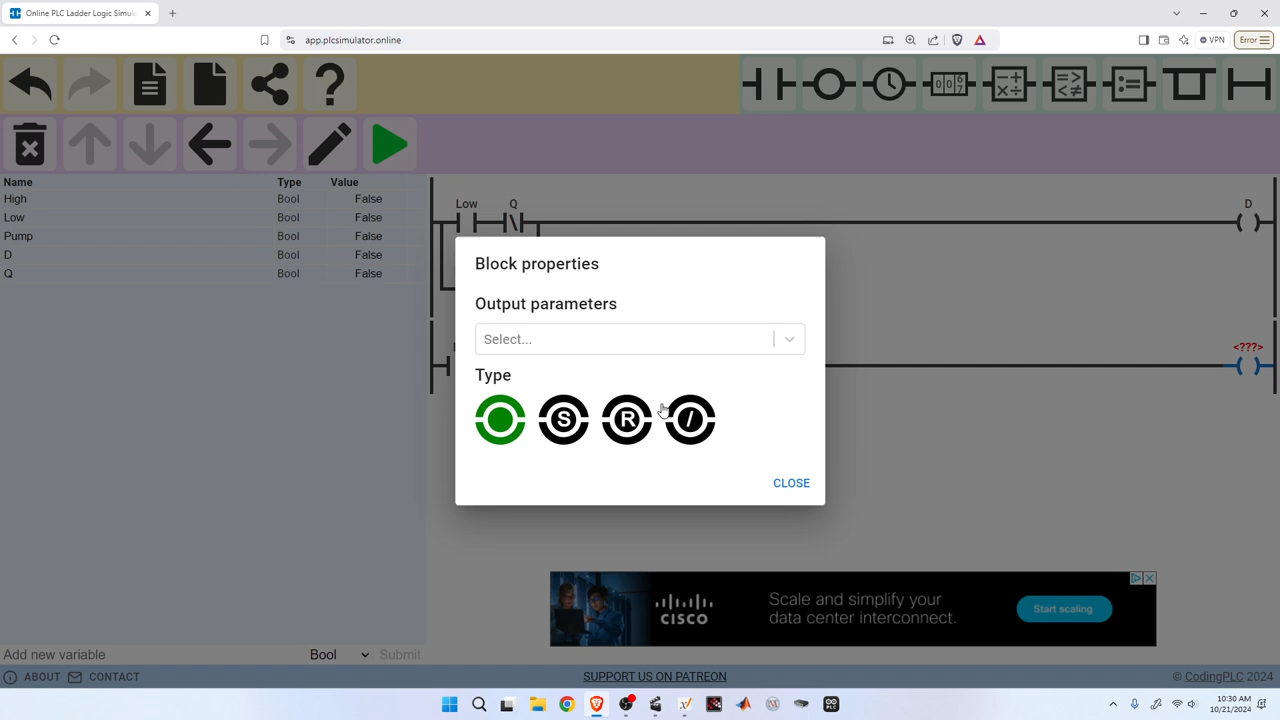 Online PLC Ladder Logic Simul
app.plcsimulator.online
VPN
Error
Name Type Value
High Bool False
Low Bool False
Pump Bool False
D Bool False
Q Bool False
Low Q D
Block properties
Output parameters
Select...
<???>
Type
S R /
CLOSE
CISCO
Scale and simplify your
data center interconnect.
Start scaling
Add new variable Bool Submit
ABOUT CONTACT SUPPORT US ON PATREON © CodingPLC 2024
10:30 AM
10/21/2024